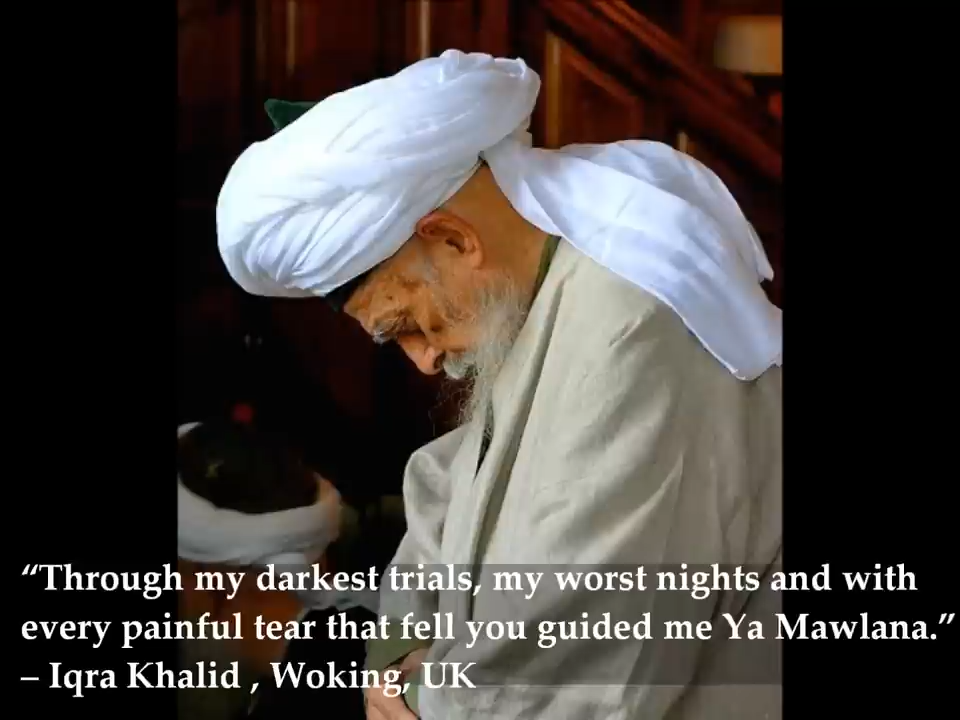 “Through my darkest trials, my worst nights and with
every painful tear that fell you guided me Ya Mawlana.”
– Iqra Khalid , Woking, UK